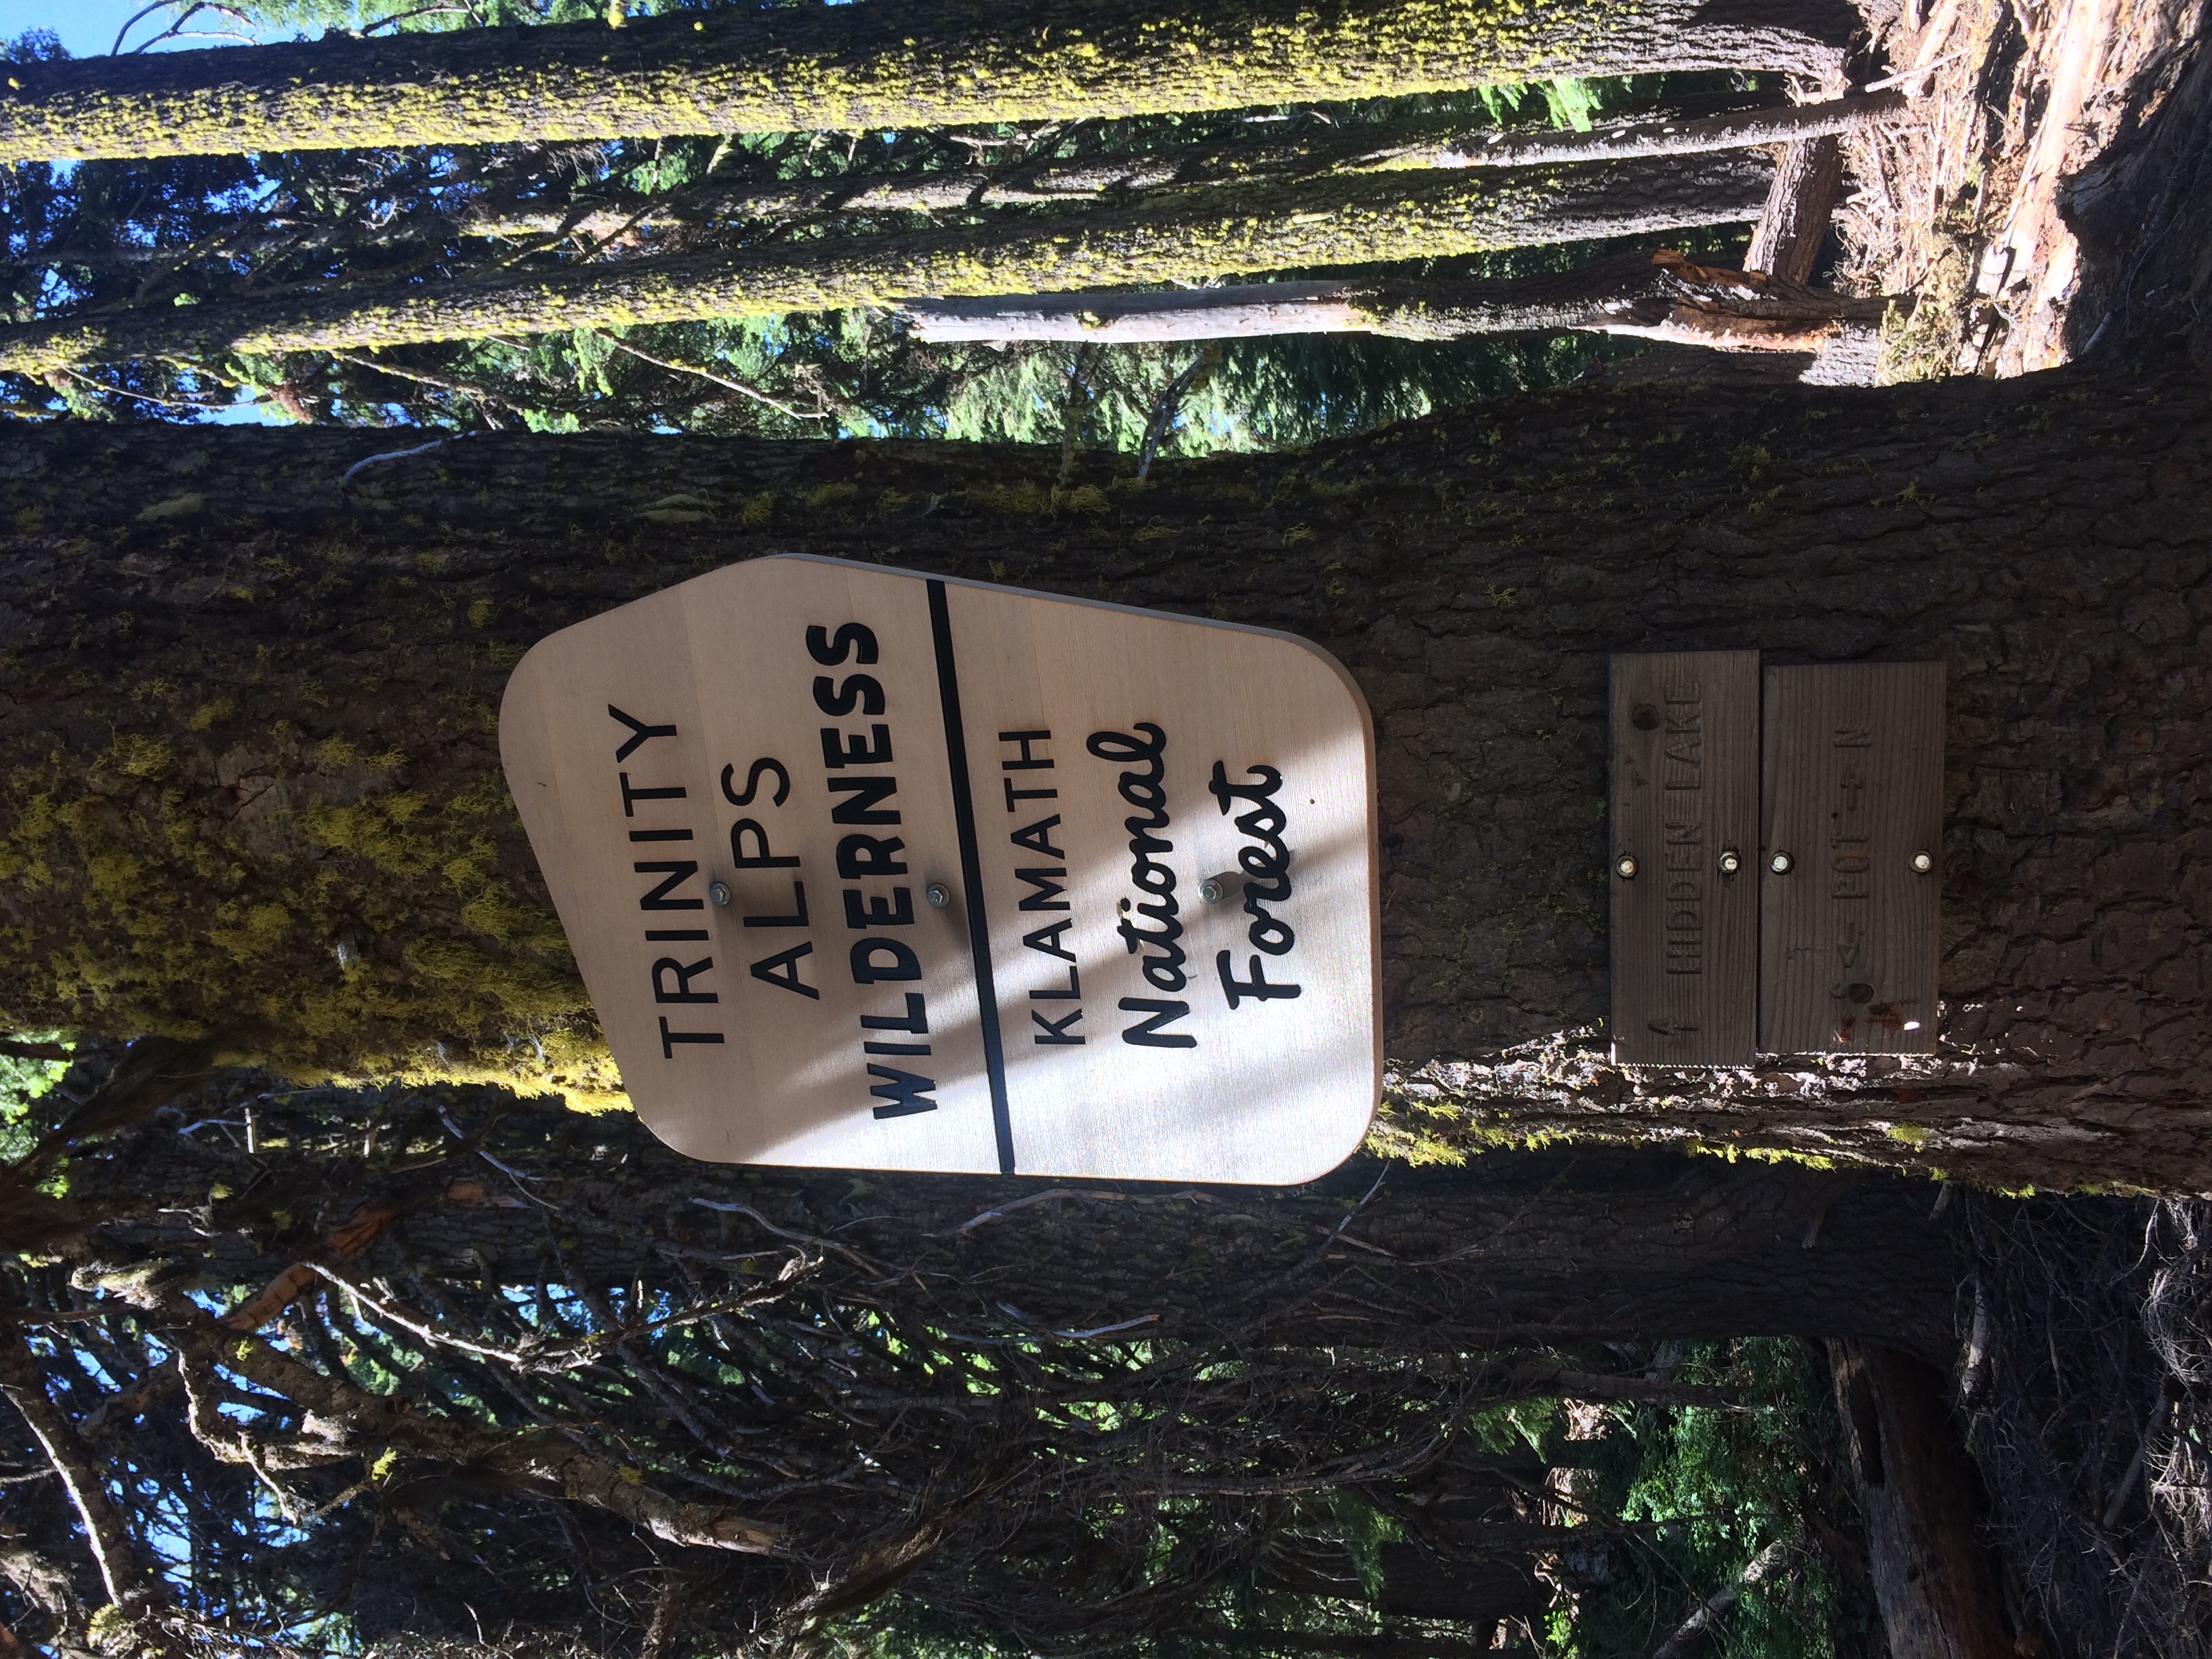 TRINITY
ALPS
WILDERNESS
KLAMATH
National
Forest
↑ HIDDEN LAKE